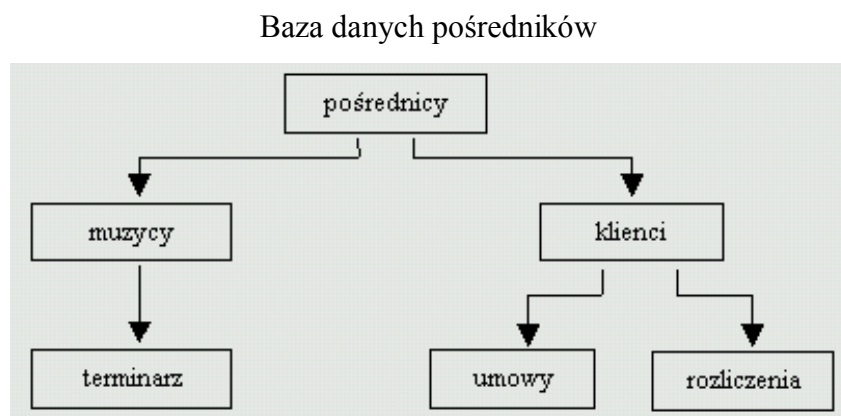 Baza danych pośredników
pośrednicy
muzycy
klienci
terminarz
umowy
rozliczenia